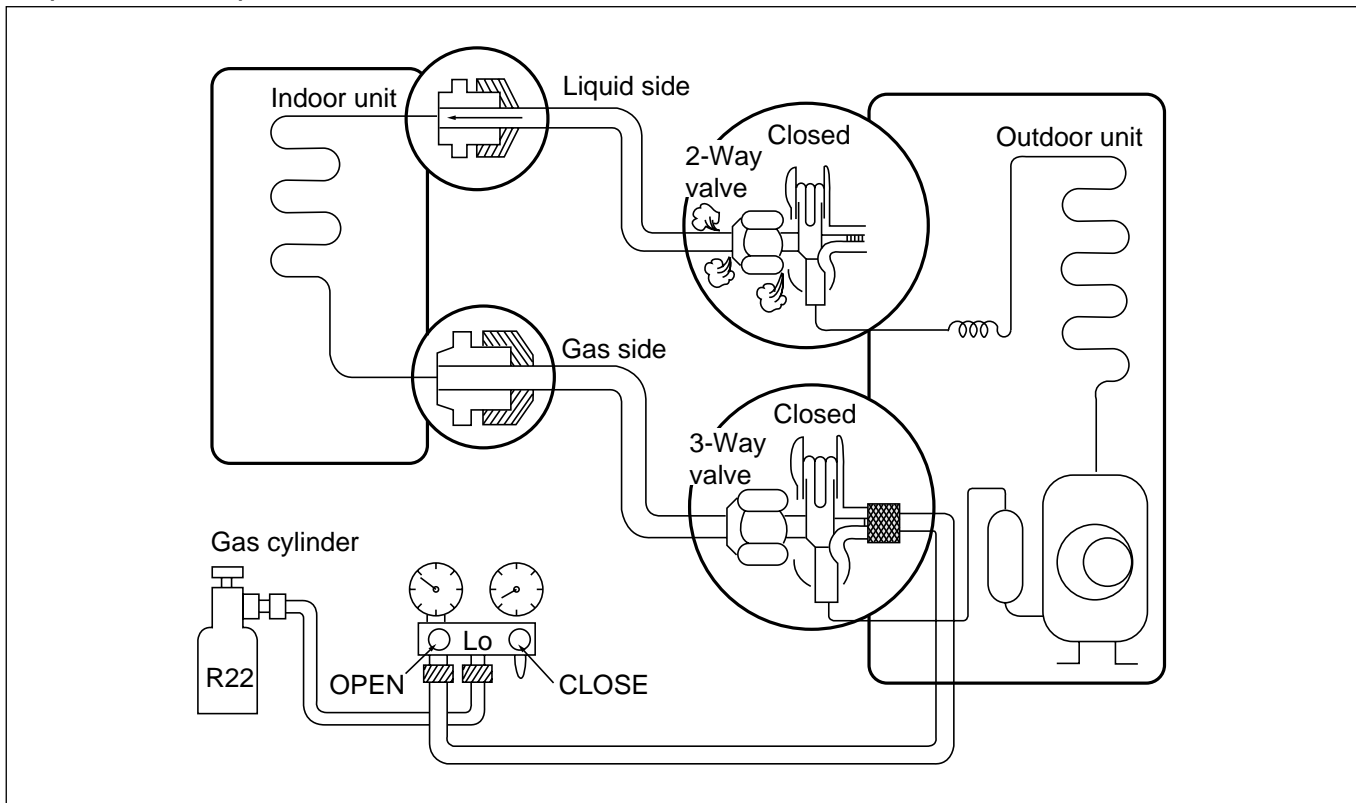 Indoor unit
Liquid side
Closed
2-Way
valve
Outdoor unit
Gas side
Closed
3-Way
valve
Gas cylinder
Lo
R22
OPEN
CLOSE